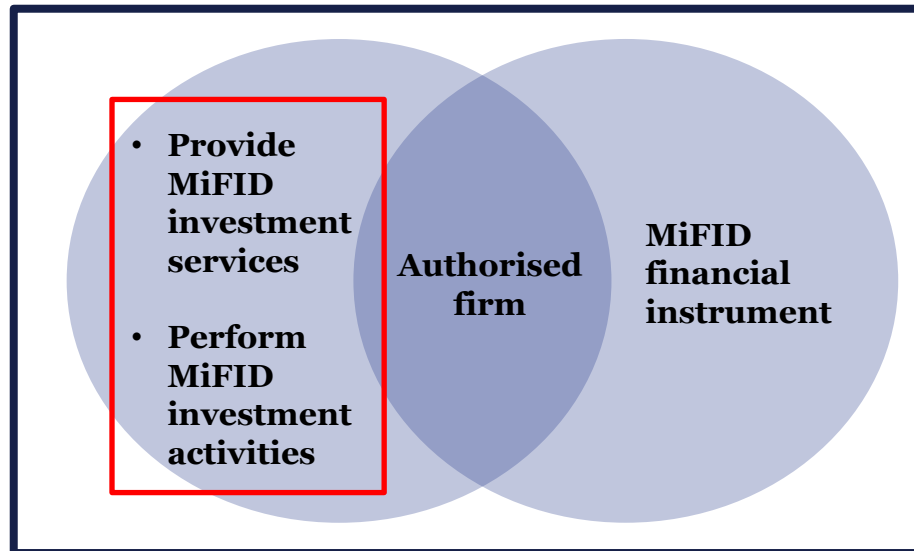 • Provide
MiFID
investment
services
• Perform
MiFID
investment
activities
Authorised
firm
MiFID
financial
instrument